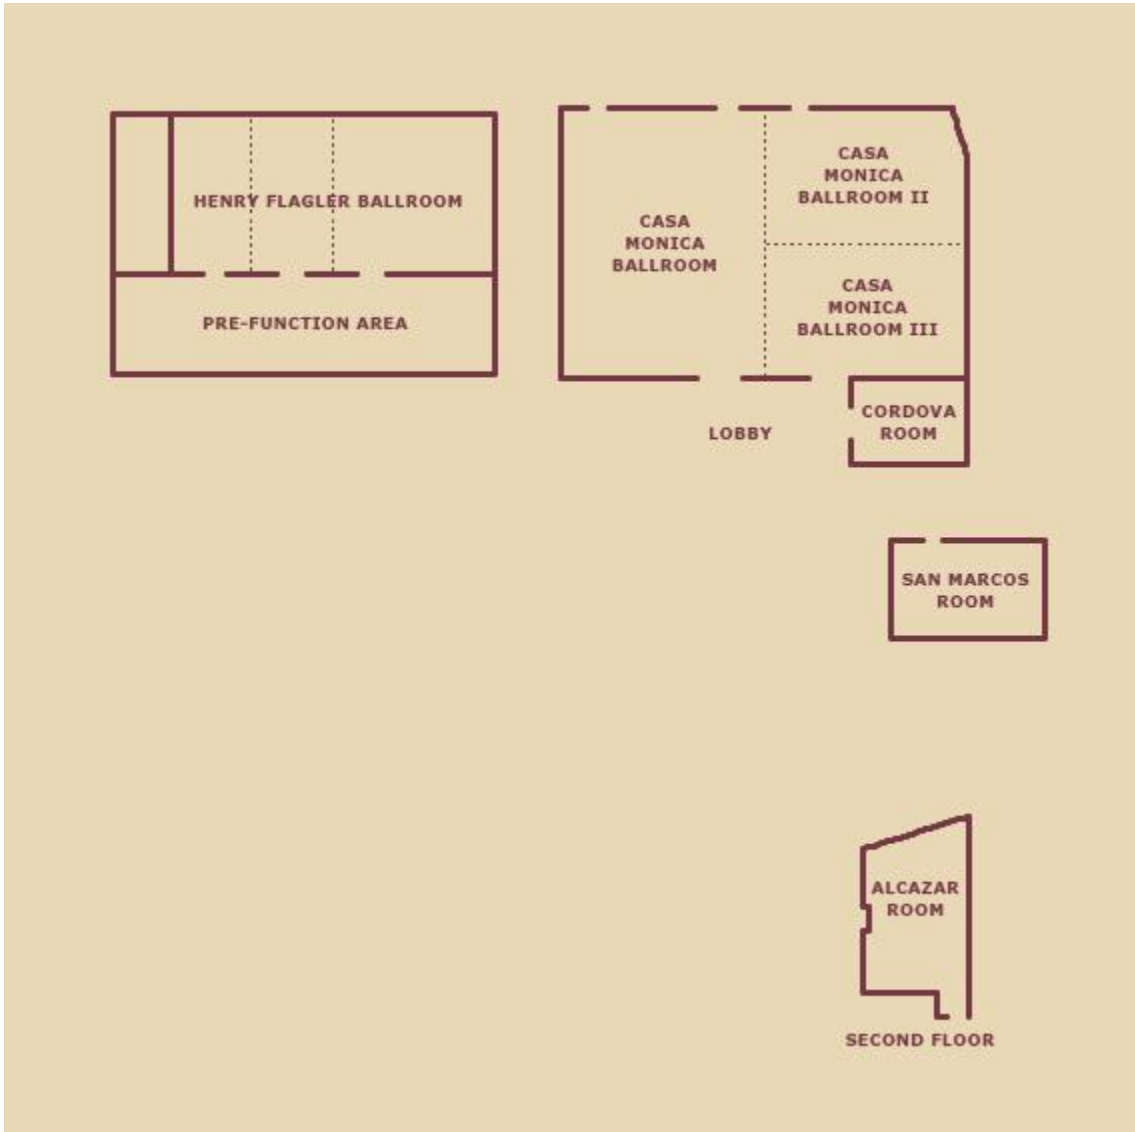 HENRY FLAGLER BALLROOM
PRE-FUNCTION AREA
CASA
MONICA
BALLROOM
CASA
MONICA
BALLROOM II
CASA
MONICA
BALLROOM III
LOBBY
CORDOVA
ROOM
SAN MARCOS
ROOM
ALCAZAR
ROOM
SECOND FLOOR